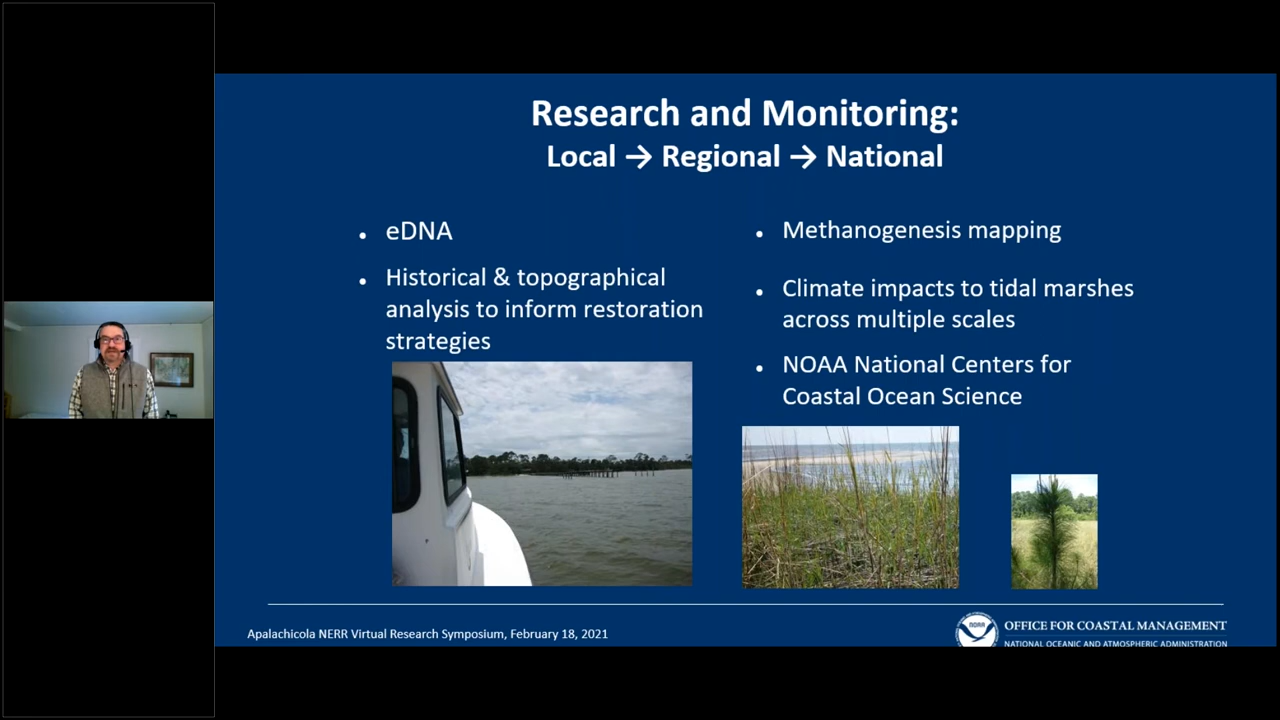 Research and Monitoring:
Local → Regional → National
• eDNA
• Historical & topographical
analysis to inform restoration
strategies
• Methanogenesis mapping
• Climate impacts to tidal marshes
across multiple scales
• NOAA National Centers for
Coastal Ocean Science
Apalachicola NERR Virtual Research Symposium, February 18, 2021
NOAA
OFFICE FOR COASTAL MANAGEMENT
NATIONAL OCEANIC AND ATMOSPHERIC ADMINISTRATION